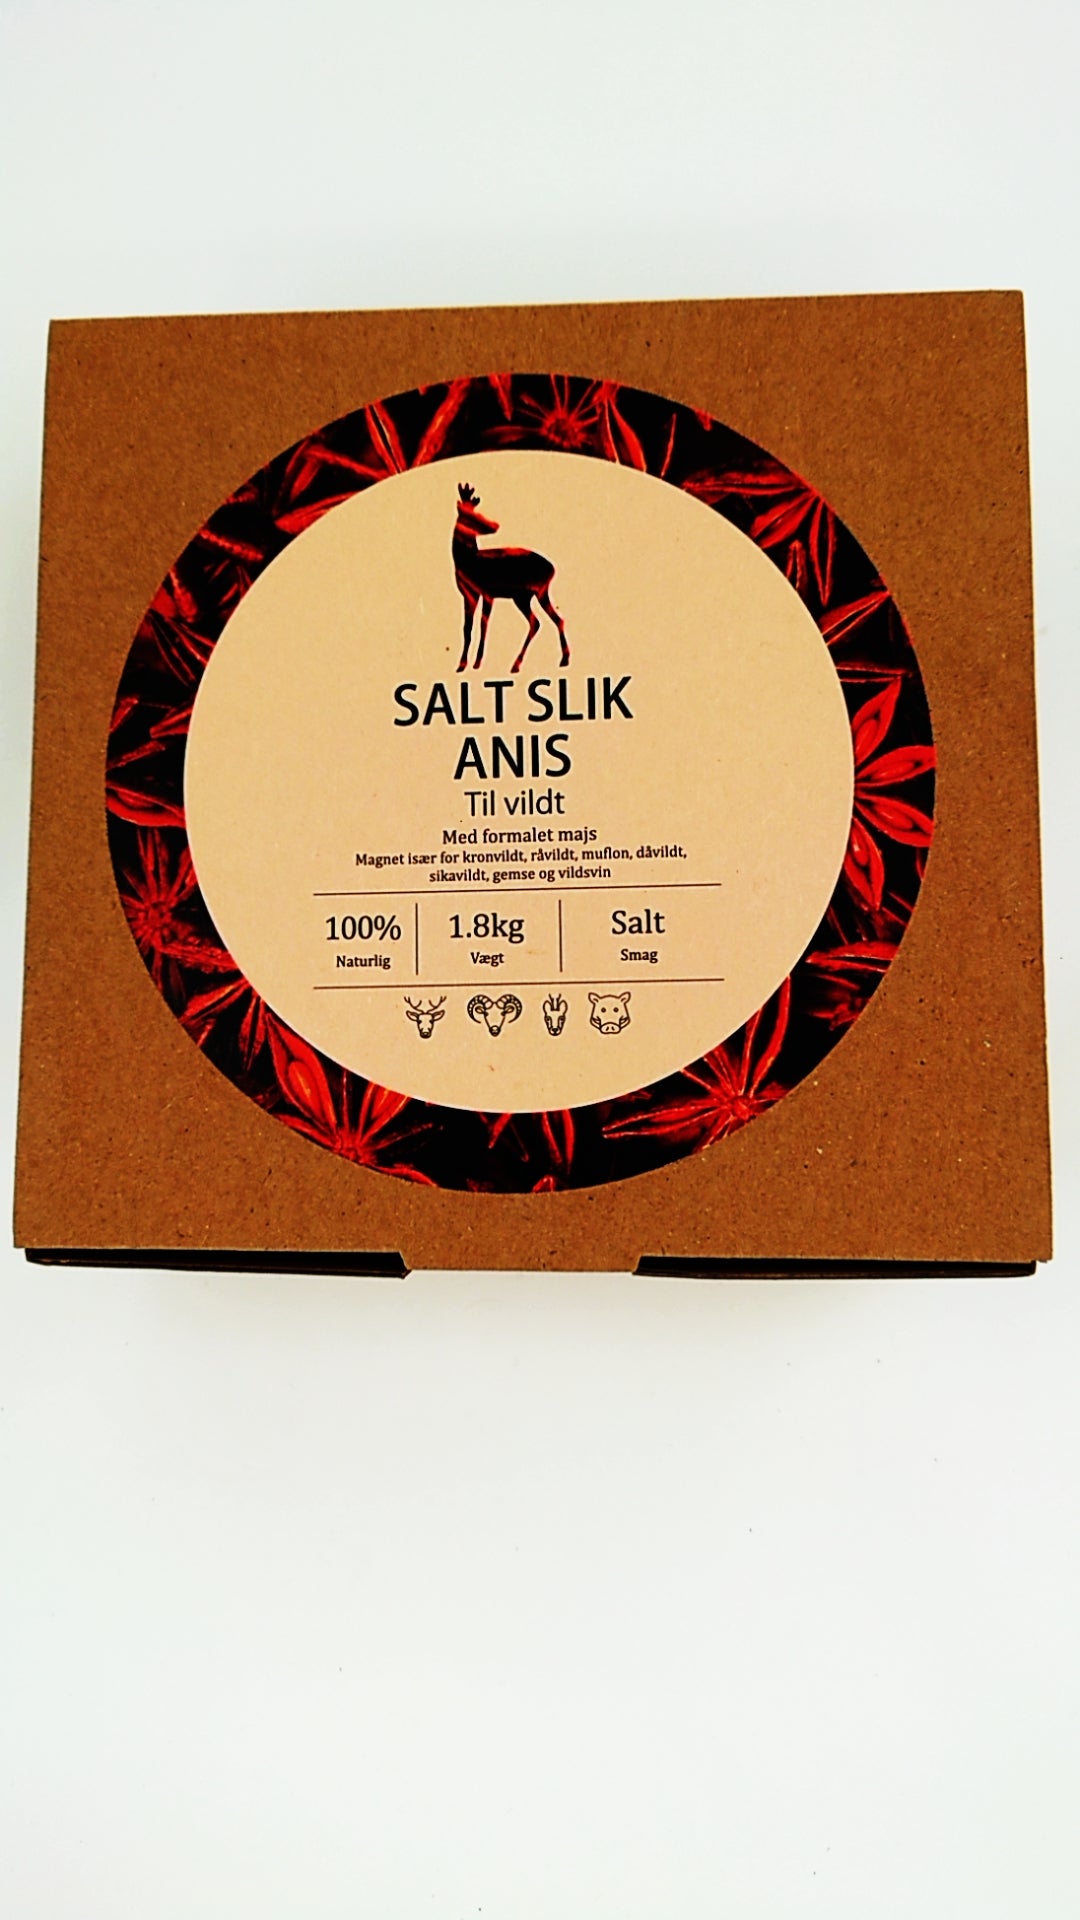 SALT SLIK
ANIS
Til vildt
Med formalet majs
Magnet især for kronvildt, råvildt, muflon, dåvildt,
sikavildt, gemse og vildsvin
100% 1.8kg Salt
Naturlig Vægt Smag